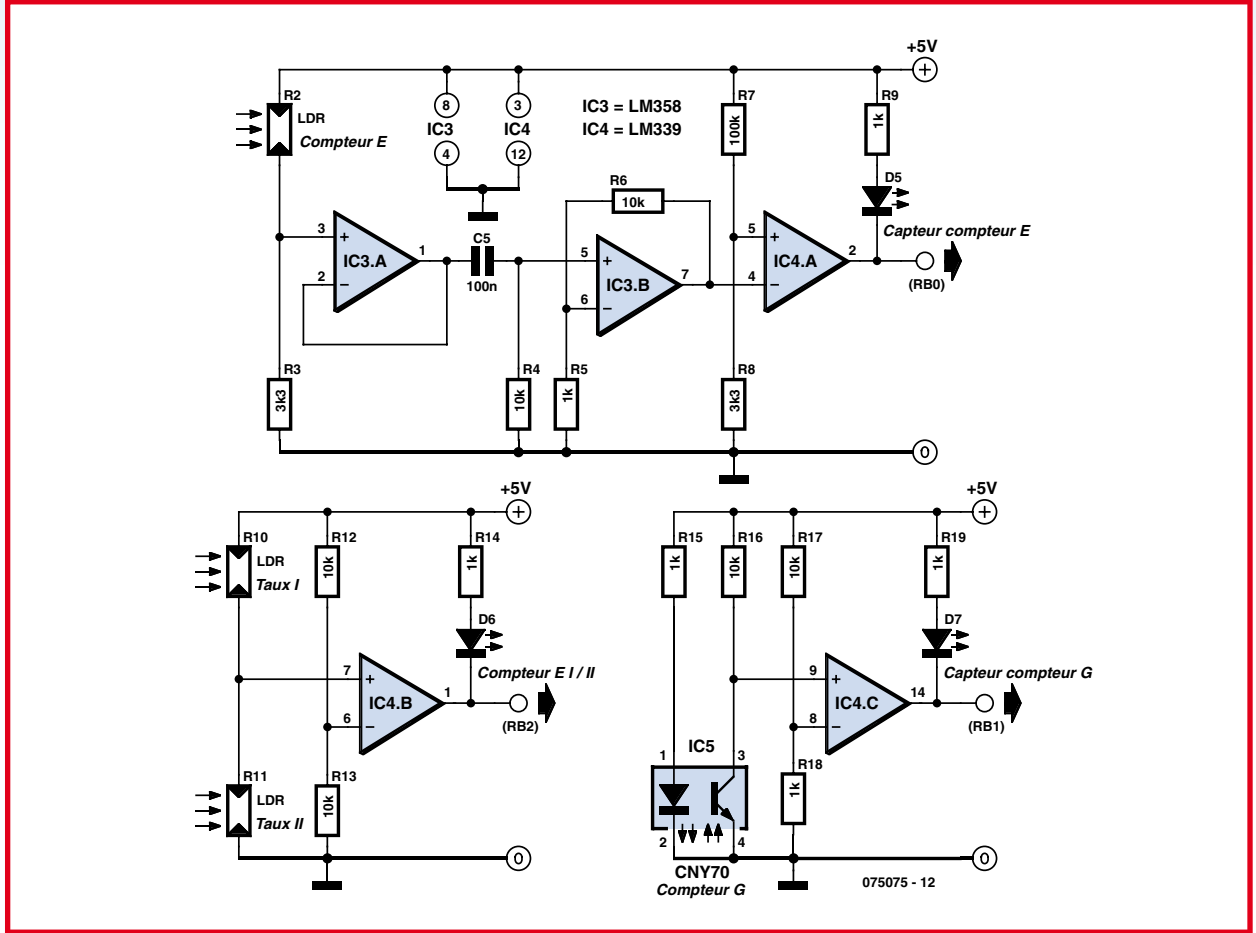 +5V
R2
LDR
Compteur E
8
IC3
4
3
IC4
12
IC3 = LM358
IC4 = LM339
R7
100k
R9
1k
D5
Capteur compteur E
R6
10k
3
+
2
−
IC3.A
1
C5
100n
5
+
6
−
IC3.B
7
5
+
4
−
IC4.A
2
(RB0)
R3
3k3
R4
10k
R5
1k
R8
3k3
0
+5V
R10
LDR
Taux I
R12
10k
R14
1k
D6
Compteur E I / II
7
+
6
−
IC4.B
1
(RB2)
R11
LDR
Taux II
R13
10k
0
+5V
R15
1k
R16
10k
R17
10k
R19
1k
D7
Capteur compteur G
9
+
8
−
IC4.C
14
(RB1)
IC5
1
3
2
4
R18
1k
CNY70
Compteur G
0
075075 - 12